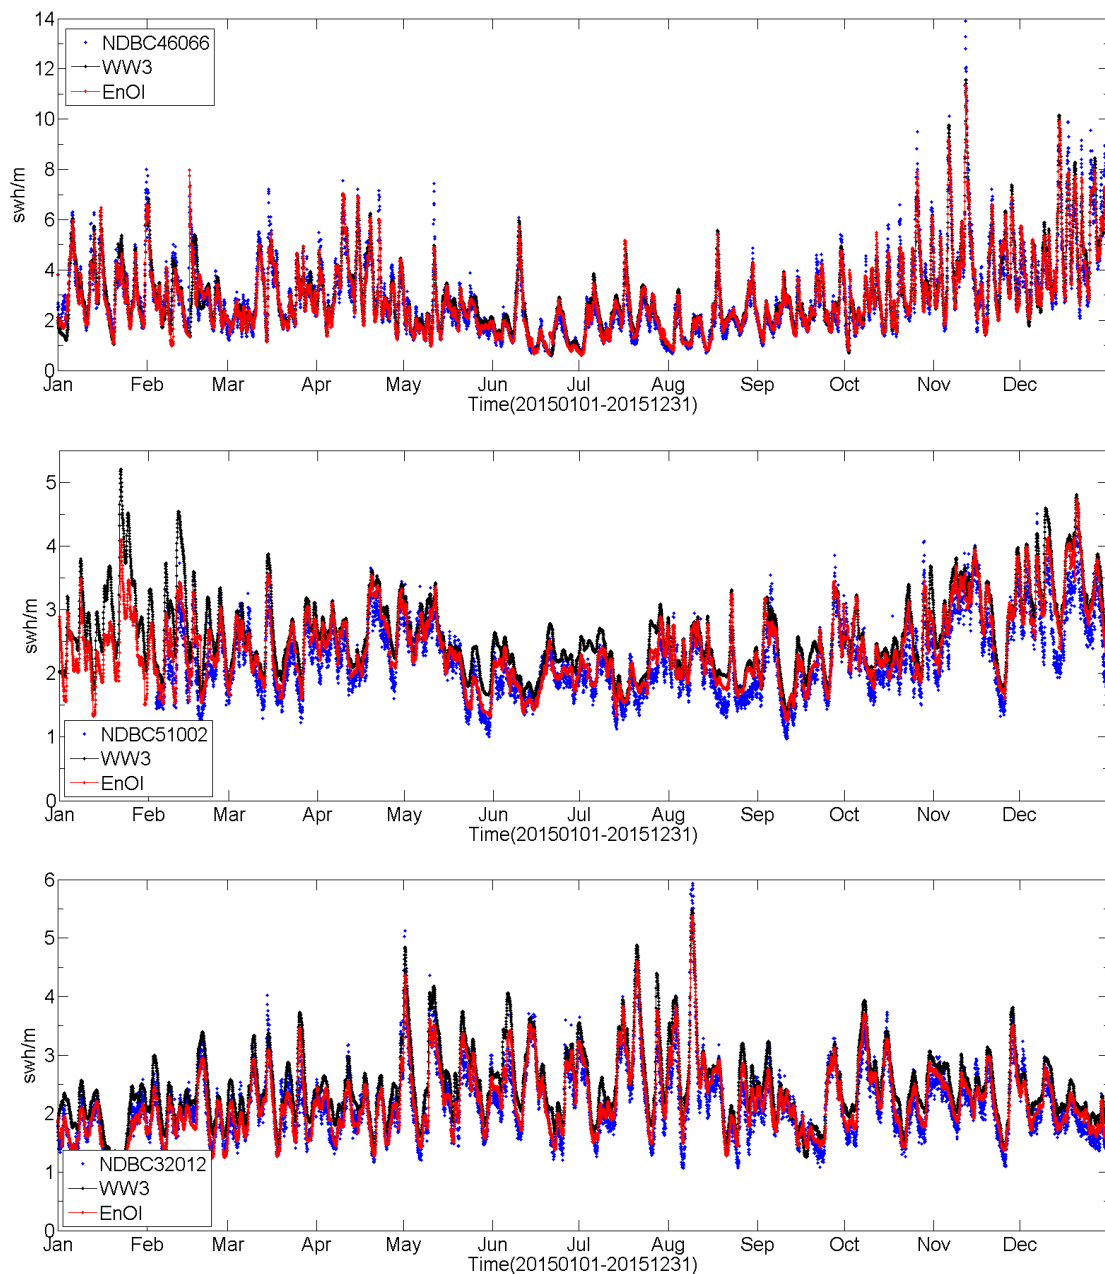 14
12
10
8
6
4
2
0
swh/m
NDBC46066
WW3
EnOI
Jan Feb Mar Apr May Jun Jul Aug Sep Oct Nov Dec
Time(20150101-20151231)
5
4
3
2
1
0
swh/m
NDBC51002
WW3
EnOI
Jan Feb Mar Apr May Jun Jul Aug Sep Oct Nov Dec
Time(20150101-20151231)
6
5
4
3
2
1
0
swh/m
NDBC32012
WW3
EnOI
Jan Feb Mar Apr May Jun Jul Aug Sep Oct Nov Dec
Time(20150101-20151231)